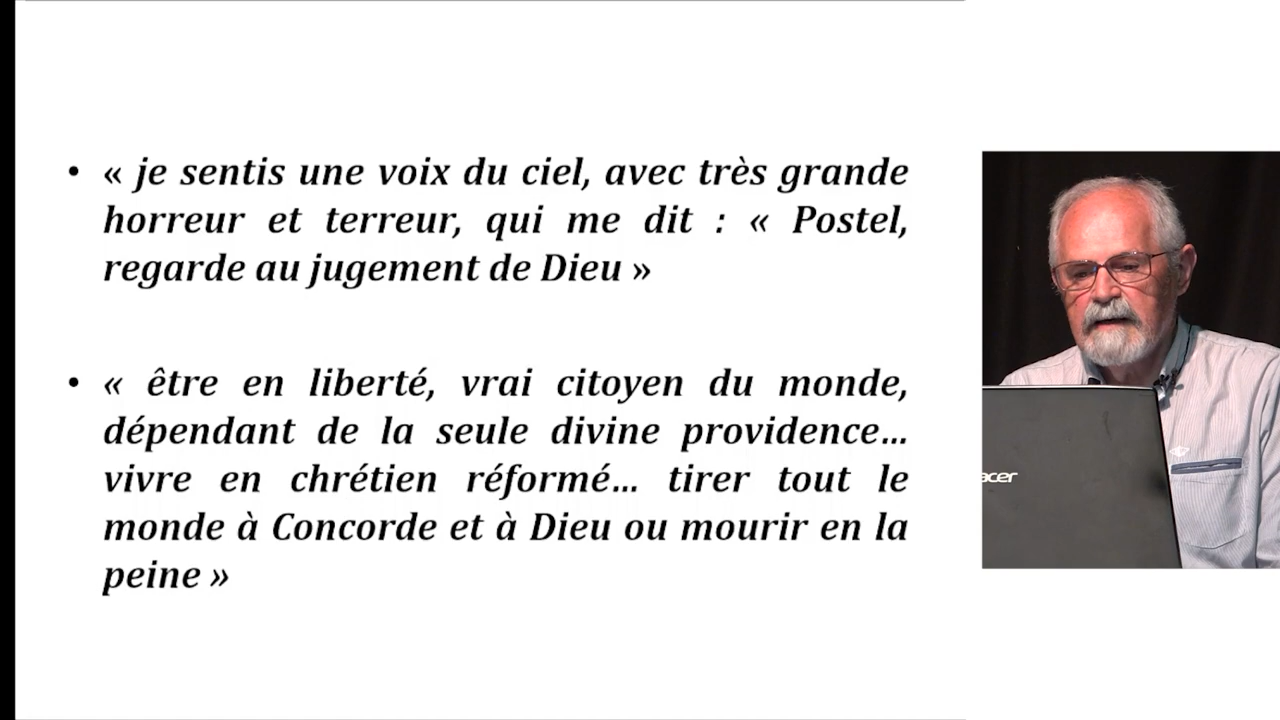 • « je sentis une voix du ciel, avec très grande
horreur et terreur, qui me dit : « Postel,
regarde au jugement de Dieu »
• « être en liberté, vrai citoyen du monde,
dépendant de la seule divine providence…
vivre en chrétien réformé… tirer tout le
monde à Concorde et à Dieu ou mourir en la
peine »
acer